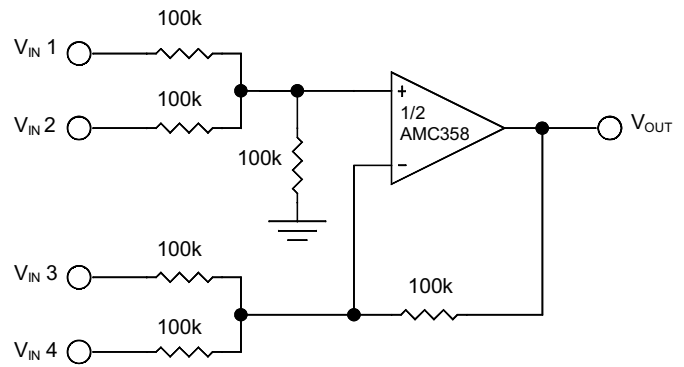 100k
V_IN 1
100k
V_IN 2
+
1/2
AMC358
V_OUT
100k
−
V_IN 3
100k
100k
100k
V_IN 4